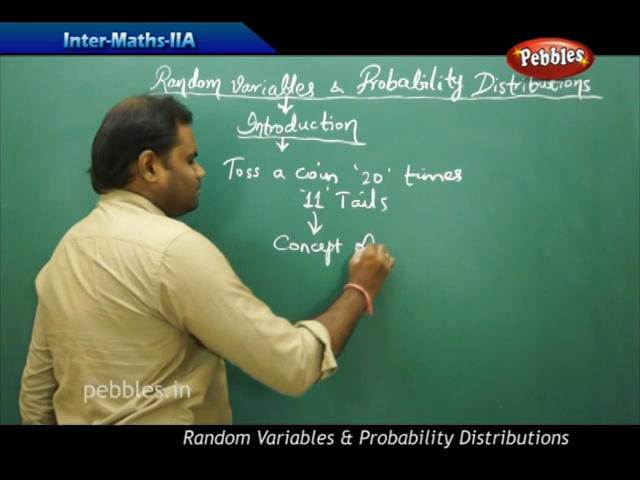 Inter-Maths-IIA
Pebbles
Random Variables & Probability Distributions
Introduction
Toss a coin '20' times
'11' Tails
Concept of
pebbles.in
Random Variables & Probability Distributions